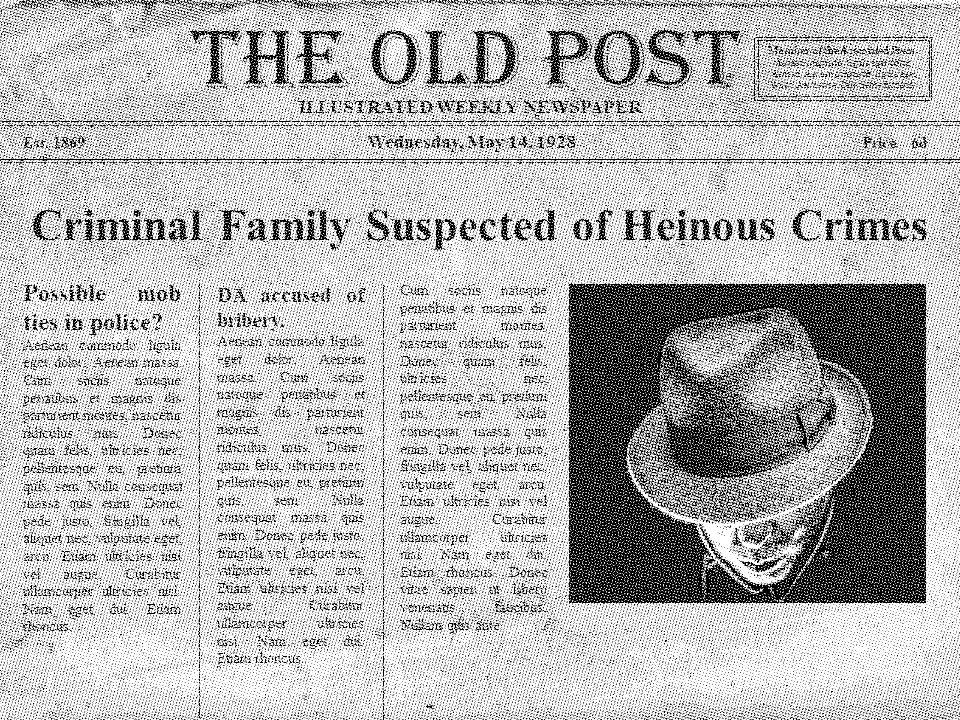 THE OLD POST
Member of the Associated Press
ILLUSTRATED WEEKLY NEWSPAPER
Est. 1869
Wednesday, May 14, 1928
Price 6d
Criminal Family Suspected of Heinous Crimes
Possible mob
ties in police?
Aenean commodo ligula
eget dolor. Aenean massa.
Cum sociis natoque
penatibus et magnis dis
parturient montes, nascetur
ridiculus mus. Donec
quam felis, ultricies nec,
pellentesque eu, pretium
quis, sem. Nulla consequat
massa quis enim. Donec
pede justo, fringilla vel,
aliquet nec, vulputate eget,
arcu. Etiam ultricies nisi
vel augue. Curabitur
ullamcorper ultricies nisi.
Nam eget dui. Etiam
rhoncus.
DA accused of
bribery.
Aenean commodo ligula
eget dolor. Aenean
massa. Cum sociis
natoque penatibus et
magnis dis parturient
montes, nascetur
ridiculus mus. Donec
quam felis, ultricies nec,
pellentesque eu, pretium
quis, sem. Nulla
consequat massa quis
enim. Donec pede justo,
fringilla vel, aliquet nec,
vulputate eget, arcu.
Etiam ultricies nisi vel
augue. Curabitur
ullamcorper ultricies
nisi. Nam eget dui.
Etiam rhoncus.
Cum sociis natoque
penatibus et magnis dis
parturient montes,
nascetur ridiculus mus.
Donec quam felis,
ultricies nec,
pellentesque eu, pretium
quis, sem. Nulla
consequat massa quis
enim. Donec pede justo,
fringilla vel, aliquet nec,
vulputate eget, arcu.
Etiam ultricies nisi vel
augue. Curabitur
ullamcorper ultricies
nisi. Nam eget dui.
Etiam rhoncus. Donec
vitae sapien ut libero
venenatis faucibus.
Nullam quis ante.